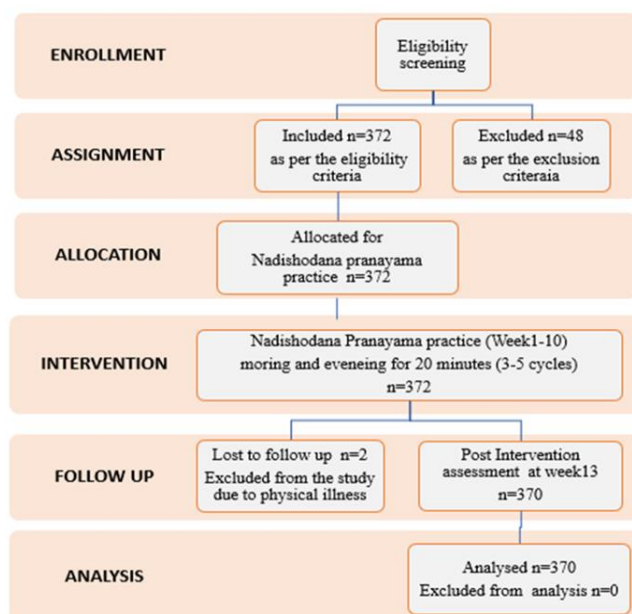 ENROLLMENT
Eligibility
screening
ASSIGNMENT
Included n=372
as per the eligibility
criteria
Excluded n=48
as per the exclusion
criteraia
ALLOCATION
Allocated for
Nadishodana pranayama
practice n=372
INTERVENTION
Nadishodana Pranayama practice (Week1-10)
moring and eveneing for 20 minutes (3-5 cycles)
n=372
FOLLOW UP
Lost to follow up n=2
Excluded from the study
due to physical illness
Post Intervention
assessment at week13
n=370
ANALYSIS
Analysed n=370
Excluded from analysis n=0